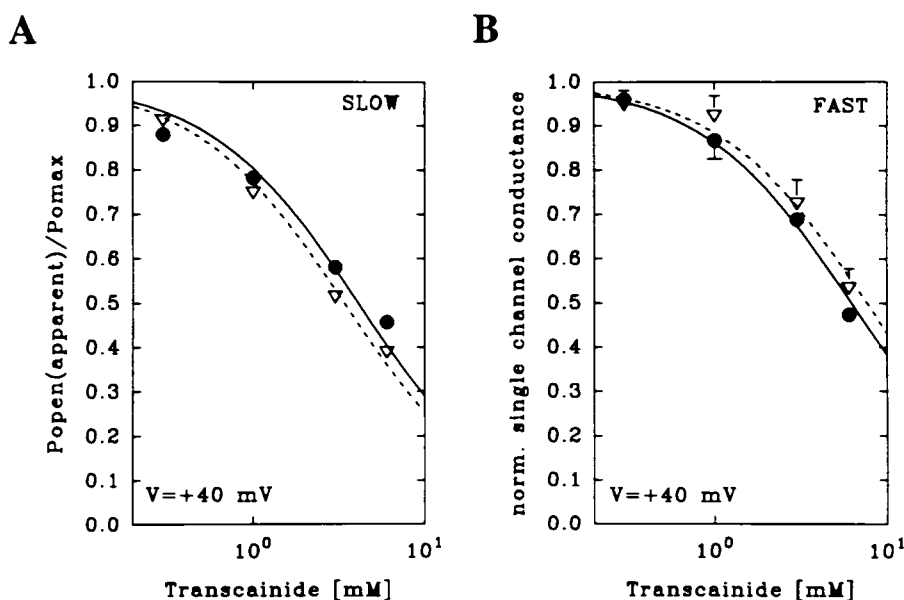 A
B
Popen(apparent)/Pomax
1.0
0.9
0.8
0.7
0.6
0.5
0.4
0.3
0.2
0.1
0.0
SLOW
V=+40 mV
10⁰
10¹
Transcainide [mM]
norm. single channel conductance
1.0
0.9
0.8
0.7
0.6
0.5
0.4
0.3
0.2
0.1
0.0
FAST
V=+40 mV
10⁰
10¹
Transcainide [mM]